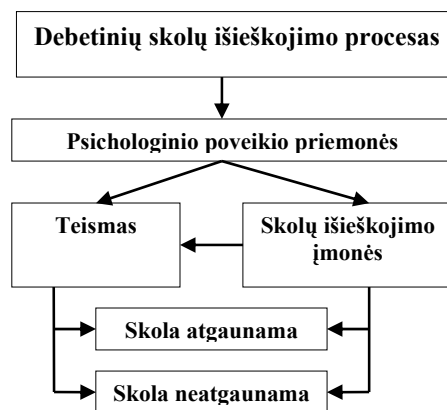 Debetinių skolų išieškojimo procesas
Psichologinio poveikio priemonės
Teismas
Skolų išieškojimo
įmonės
Skola atgaunama
Skola neatgaunama